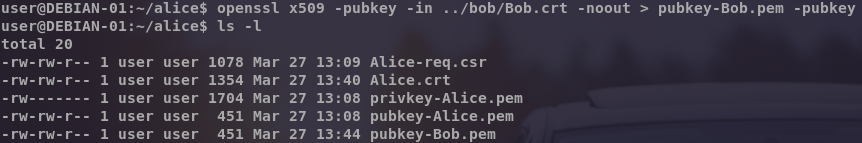 user@DEBIAN-01:~/alice$ openssl x509 -pubkey -in ../bob/Bob.crt -noout > pubkey-Bob.pem -pubkey
user@DEBIAN-01:~/alice$ ls -l
total 20
-rw-rw-r-- 1 user user 1078 Mar 27 13:09 Alice-req.csr
-rw-rw-r-- 1 user user 1354 Mar 27 13:40 Alice.crt
-rw------- 1 user user 1704 Mar 27 13:08 privkey-Alice.pem
-rw-rw-r-- 1 user user  451 Mar 27 13:08 pubkey-Alice.pem
-rw-rw-r-- 1 user user  451 Mar 27 13:44 pubkey-Bob.pem